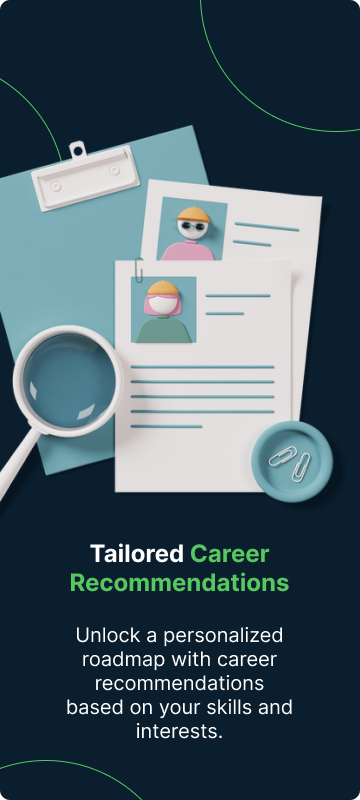 Tailored Career
Recommendations
Unlock a personalized
roadmap with career
recommendations
based on your skills and
interests.